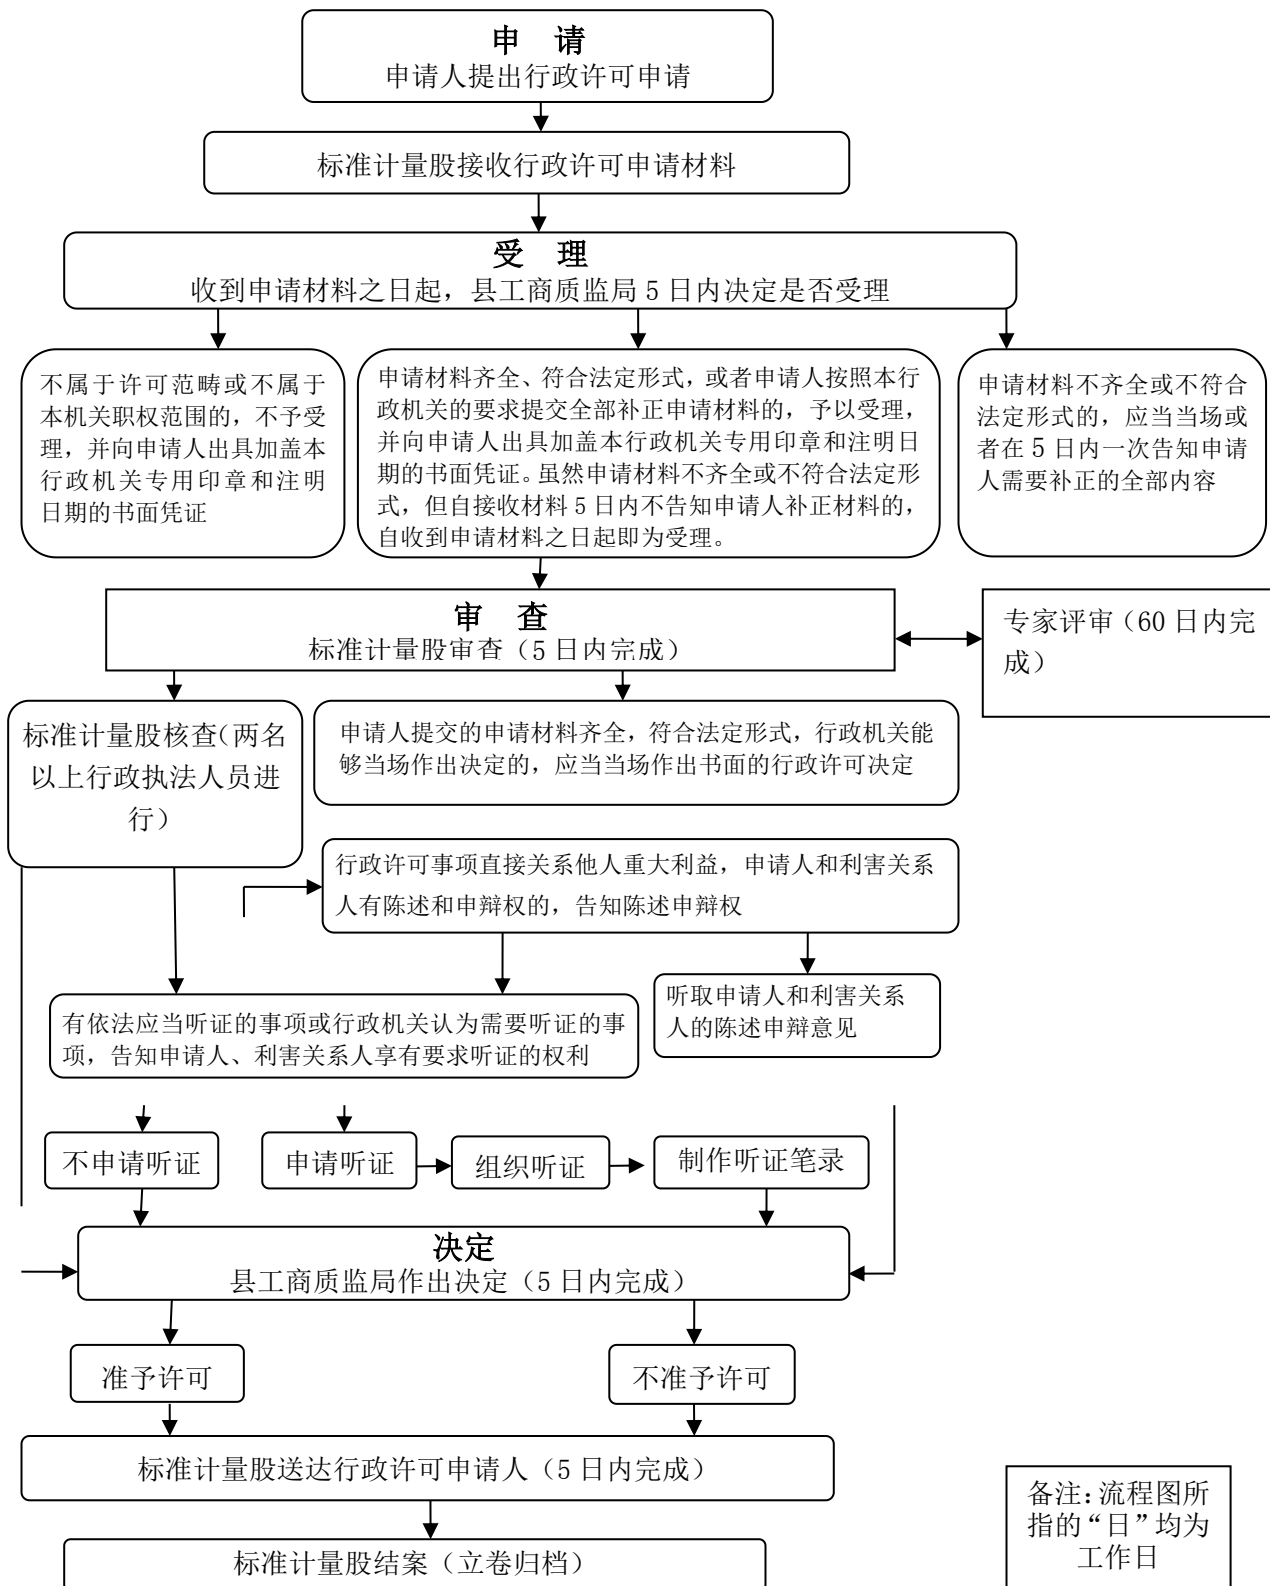 申 请
申请人提出行政许可申请
标准计量股接收行政许可申请材料
受 理
收到申请材料之日起，县工商质监局 5 日内决定是否受理
不属于许可范畴或不属于
本机关职权范围的，不予受
理，并向申请人出具加盖本
行政机关专用印章和注明
日期的书面凭证
申请材料齐全、符合法定形式，或者申请人按照本行
政机关的要求提交全部补正申请材料的，予以受理，
并向申请人出具加盖本行政机关专用印章和注明日
期的书面凭证。虽然申请材料不齐全或不符合法定形
式，但自接收材料 5 日内不告知申请人补正材料的，
自收到申请材料之日起即为受理。
申请材料不齐全或不符合
法定形式的，应当当场或
者在 5 日内一次告知申请
人需要补正的全部内容
审 查
标准计量股审查（5 日内完成）
专家评审（60 日内完
成）
标准计量股核查（两名
以上行政执法人员进
行）
申请人提交的申请材料齐全，符合法定形式，行政机关能
够当场作出决定的，应当当场作出书面的行政许可决定
行政许可事项直接关系他人重大利益，申请人和利害关系
人有陈述和申辩权的，告知陈述申辩权
听取申请人和利害关系
人的陈述申辩意见
有依法应当听证的事项或行政机关认为需要听证的事
项，告知申请人、利害关系人享有要求听证的权利
不申请听证
申请听证
组织听证
制作听证笔录
决定
县工商质监局作出决定（5 日内完成）
准予许可
不准予许可
标准计量股送达行政许可申请人（5 日内完成）
标准计量股结案（立卷归档）
备注：流程图所
指的“日”均为
工作日